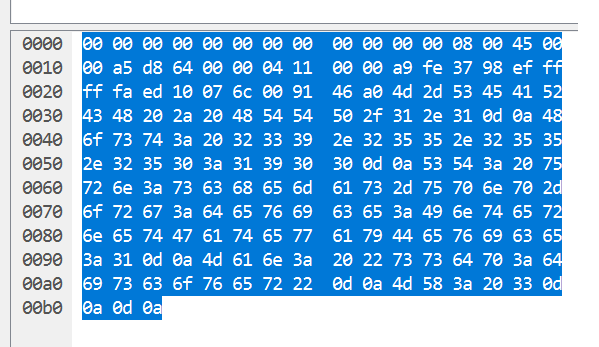 0000 00 00 00 00 00 00 00 00 00 00 00 00 08 00 45 00
0010 00 a5 d8 64 00 00 04 11 00 00 a9 fe 37 98 ef ff
0020 ff fa ed 10 07 6c 00 91 46 a0 4d 2d 53 45 41 52
0030 43 48 20 2a 20 48 54 54 50 2f 31 2e 31 0d 0a 48
0040 6f 73 74 3a 20 32 33 39 2e 32 35 35 2e 32 35 35
0050 2e 32 35 30 3a 31 39 30 30 0d 0a 53 54 3a 20 75
0060 72 6e 3a 73 63 68 65 6d 61 73 2d 75 70 6e 70 2d
0070 6f 72 67 3a 64 65 76 69 63 65 3a 49 6e 74 65 72
0080 6e 65 74 47 61 74 65 77 61 79 44 65 76 69 63 65
0090 3a 31 0d 0a 4d 61 6e 3a 20 22 73 73 64 70 3a 64
00a0 69 73 63 6f 76 65 72 22 0d 0a 4d 58 3a 20 33 0d
00b0 0a 0d 0a